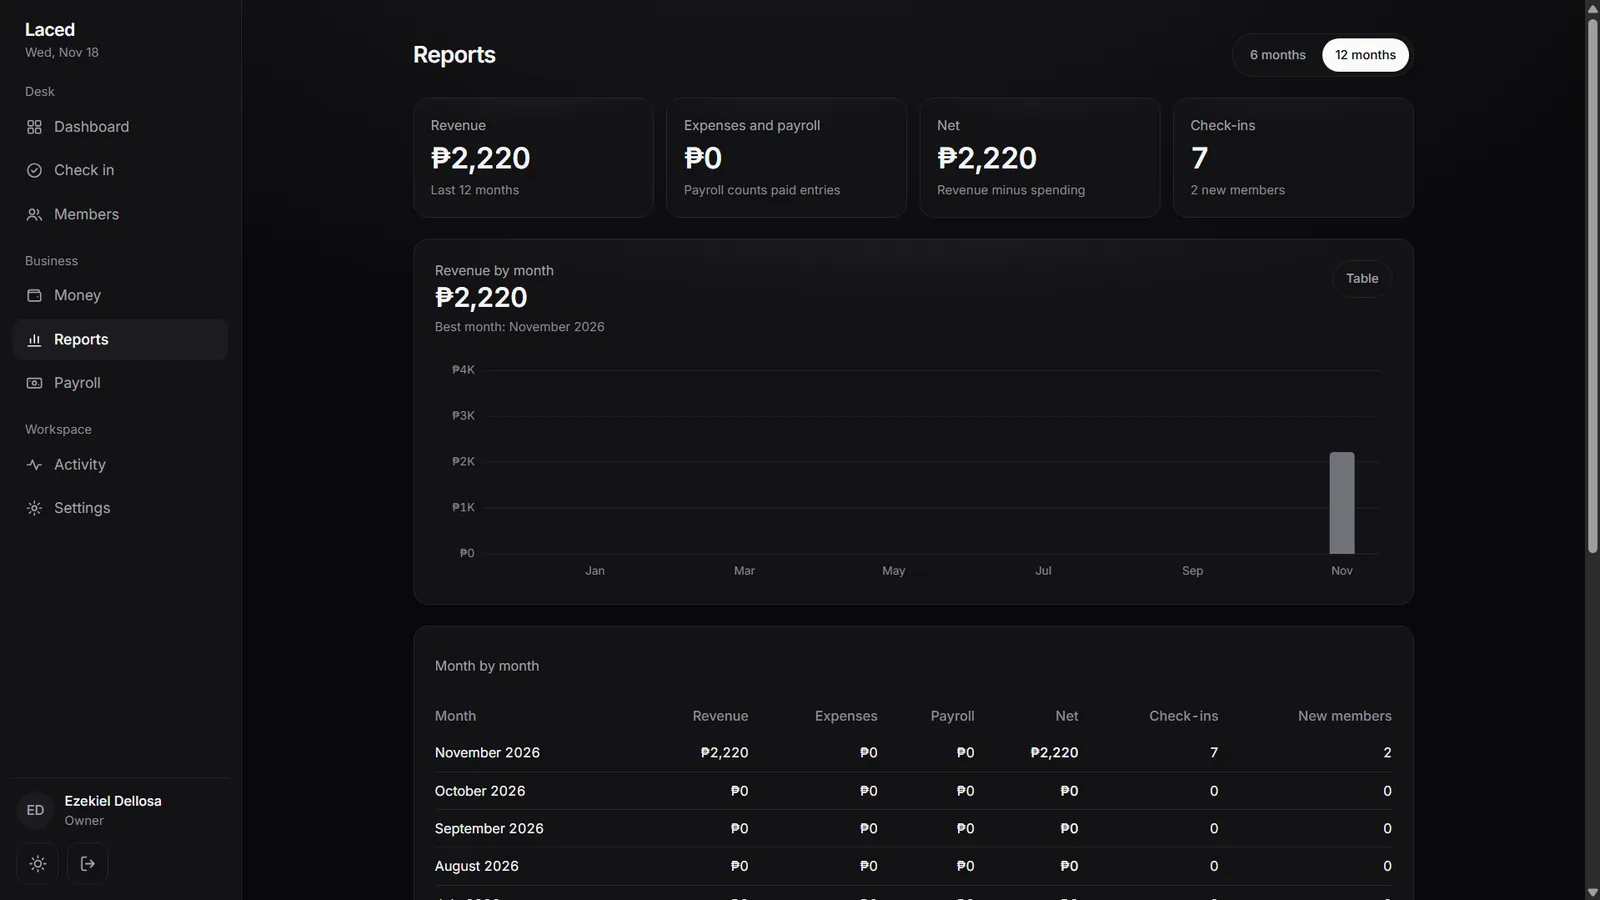 Laced
Wed, Nov 18
Desk
Dashboard
Check in
Members
Business
Money
Reports
Payroll
Workspace
Activity
Settings
Ezekiel Dellosa
ED
Owner
Reports
6 months
12 months
Revenue
₱2,220
Last 12 months
Expenses and payroll
₱0
Payroll counts paid entries
Net
₱2,220
Revenue minus spending
Check-ins
7
2 new members
Revenue by month
₱2,220
Best month: November 2026
Table
₱4K
₱3K
₱2K
₱1K
₱0
Jan Mar May Jul Sep Nov
Month by month
Month Revenue Expenses Payroll Net Check-ins New members
November 2026 ₱2,220 ₱0 ₱0 ₱2,220 7 2
October 2026 ₱0 ₱0 ₱0 ₱0 0 0
September 2026 ₱0 ₱0 ₱0 ₱0 0 0
August 2026 ₱0 ₱0 ₱0 ₱0 0 0